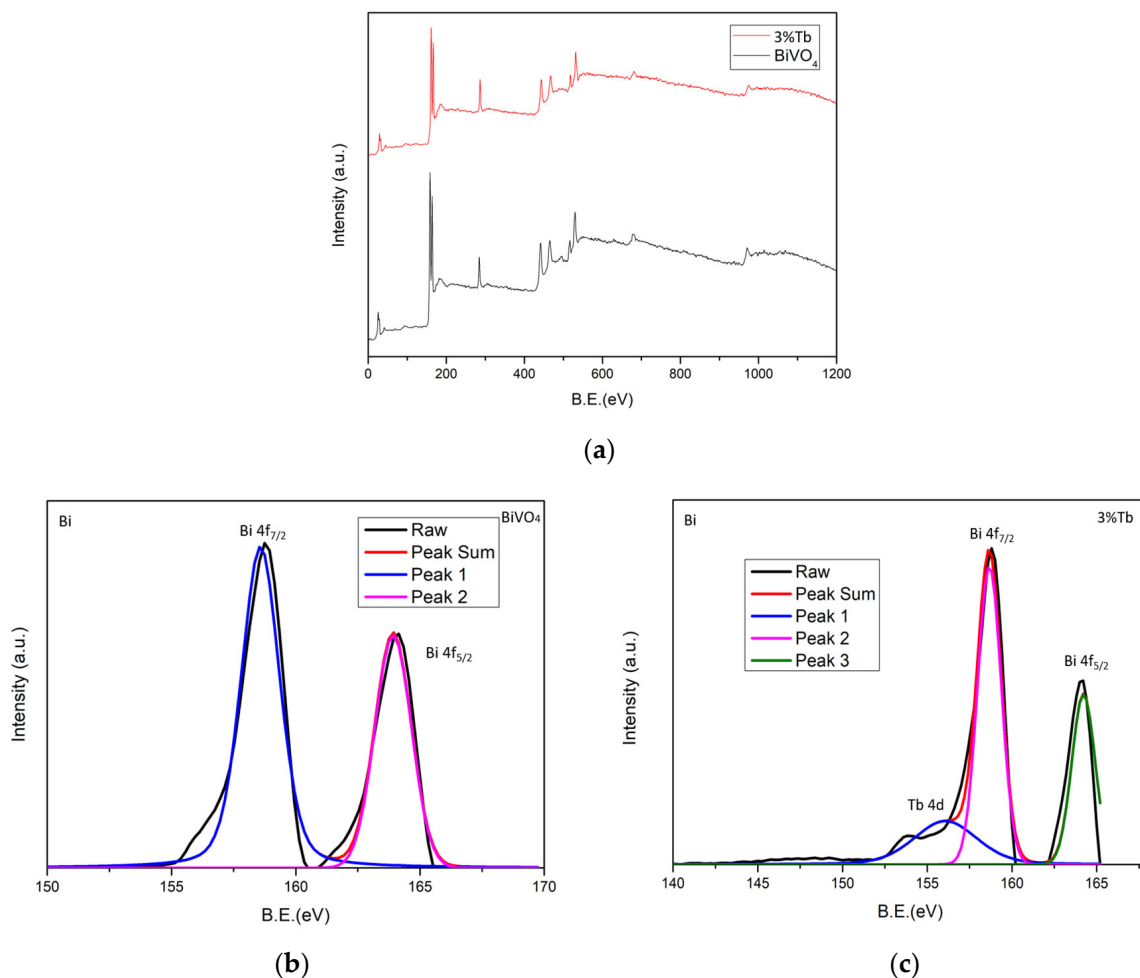 3%Tb
BiVO4
Intensity (a.u.)
0 200 400 600 800 1000 1200
B.E.(eV)
(a)
Bi
BiVO4
Bi 4f7/2
Raw
Peak Sum
Peak 1
Peak 2
Bi 4f5/2
Intensity (a.u.)
150 155 160 165 170
B.E.(eV)
(b)
Bi
3%Tb
Bi 4f7/2
Raw
Peak Sum
Peak 1
Peak 2
Peak 3
Bi 4f5/2
Tb 4d
Intensity (a.u.)
140 145 150 155 160 165
B.E.(eV)
(c)